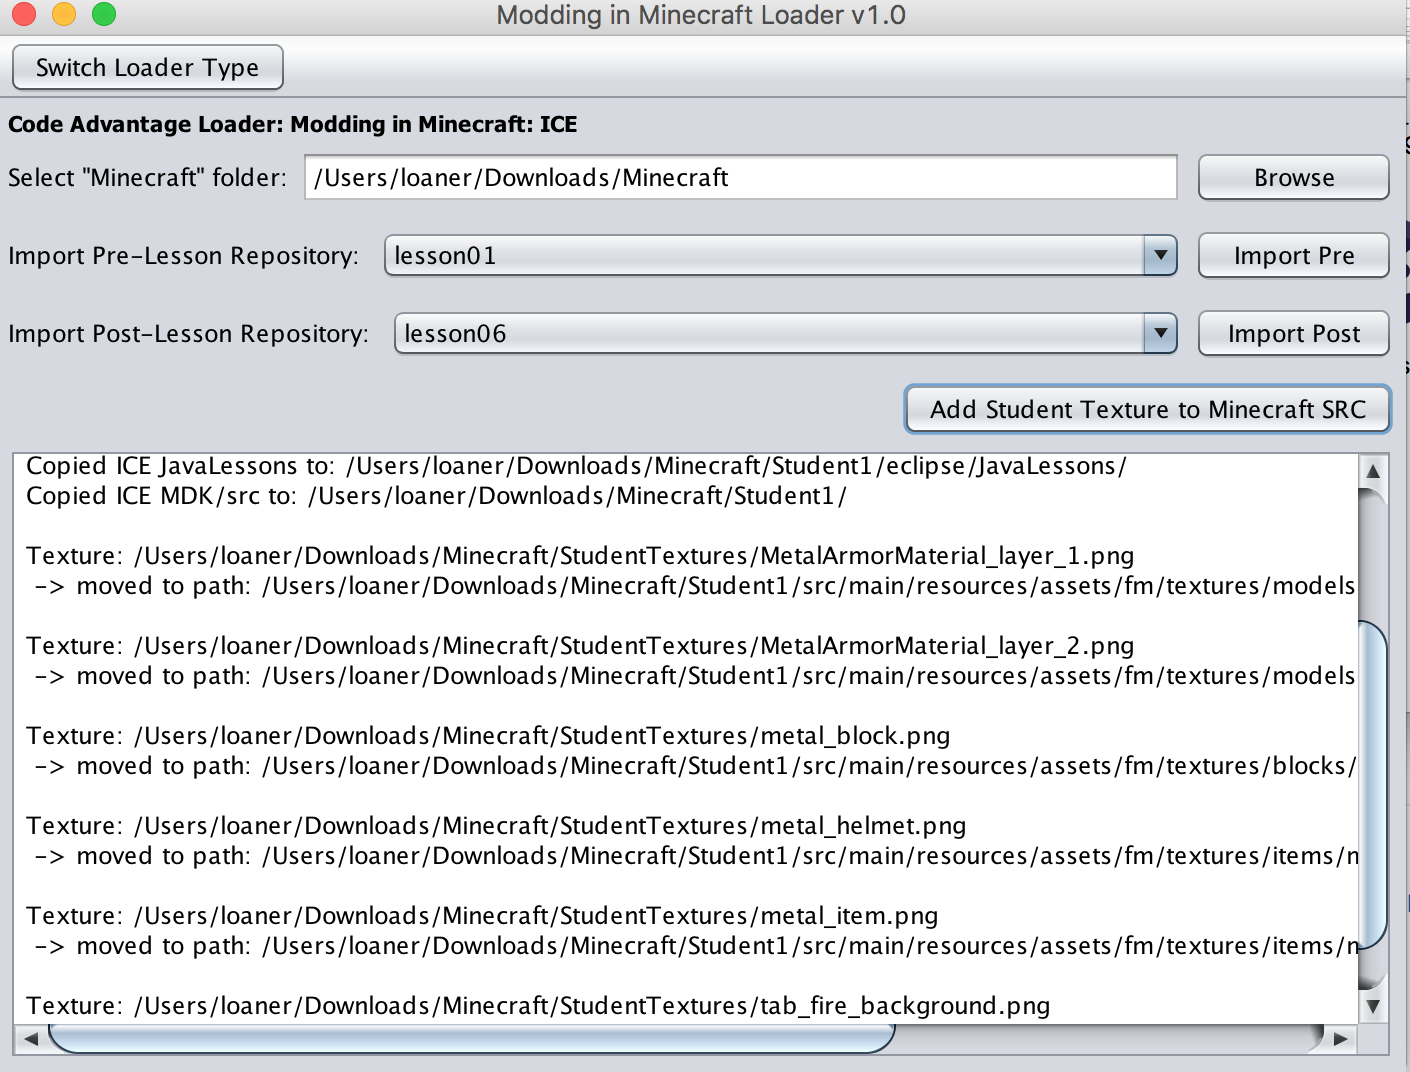 Modding in Minecraft Loader v1.0
Switch Loader Type
Code Advantage Loader: Modding in Minecraft: ICE
Select "Minecraft" folder: /Users/loaner/Downloads/Minecraft Browse
Import Pre-Lesson Repository: lesson01 Import Pre
Import Post-Lesson Repository: lesson06 Import Post
Add Student Texture to Minecraft SRC
Copied ICE JavaLessons to: /Users/loaner/Downloads/Minecraft/Student1/eclipse/JavaLessons/
Copied ICE MDK/src to: /Users/loaner/Downloads/Minecraft/Student1/
Texture: /Users/loaner/Downloads/Minecraft/StudentTextures/MetalArmorMaterial_layer_1.png
-> moved to path: /Users/loaner/Downloads/Minecraft/Student1/src/main/resources/assets/fm/textures/models
Texture: /Users/loaner/Downloads/Minecraft/StudentTextures/MetalArmorMaterial_layer_2.png
-> moved to path: /Users/loaner/Downloads/Minecraft/Student1/src/main/resources/assets/fm/textures/models
Texture: /Users/loaner/Downloads/Minecraft/StudentTextures/metal_block.png
-> moved to path: /Users/loaner/Downloads/Minecraft/Student1/src/main/resources/assets/fm/textures/blocks/
Texture: /Users/loaner/Downloads/Minecraft/StudentTextures/metal_helmet.png
-> moved to path: /Users/loaner/Downloads/Minecraft/Student1/src/main/resources/assets/fm/textures/items/
Texture: /Users/loaner/Downloads/Minecraft/StudentTextures/metal_item.png
-> moved to path: /Users/loaner/Downloads/Minecraft/Student1/src/main/resources/assets/fm/textures/items/
Texture: /Users/loaner/Downloads/Minecraft/StudentTextures/tab_fire_background.png